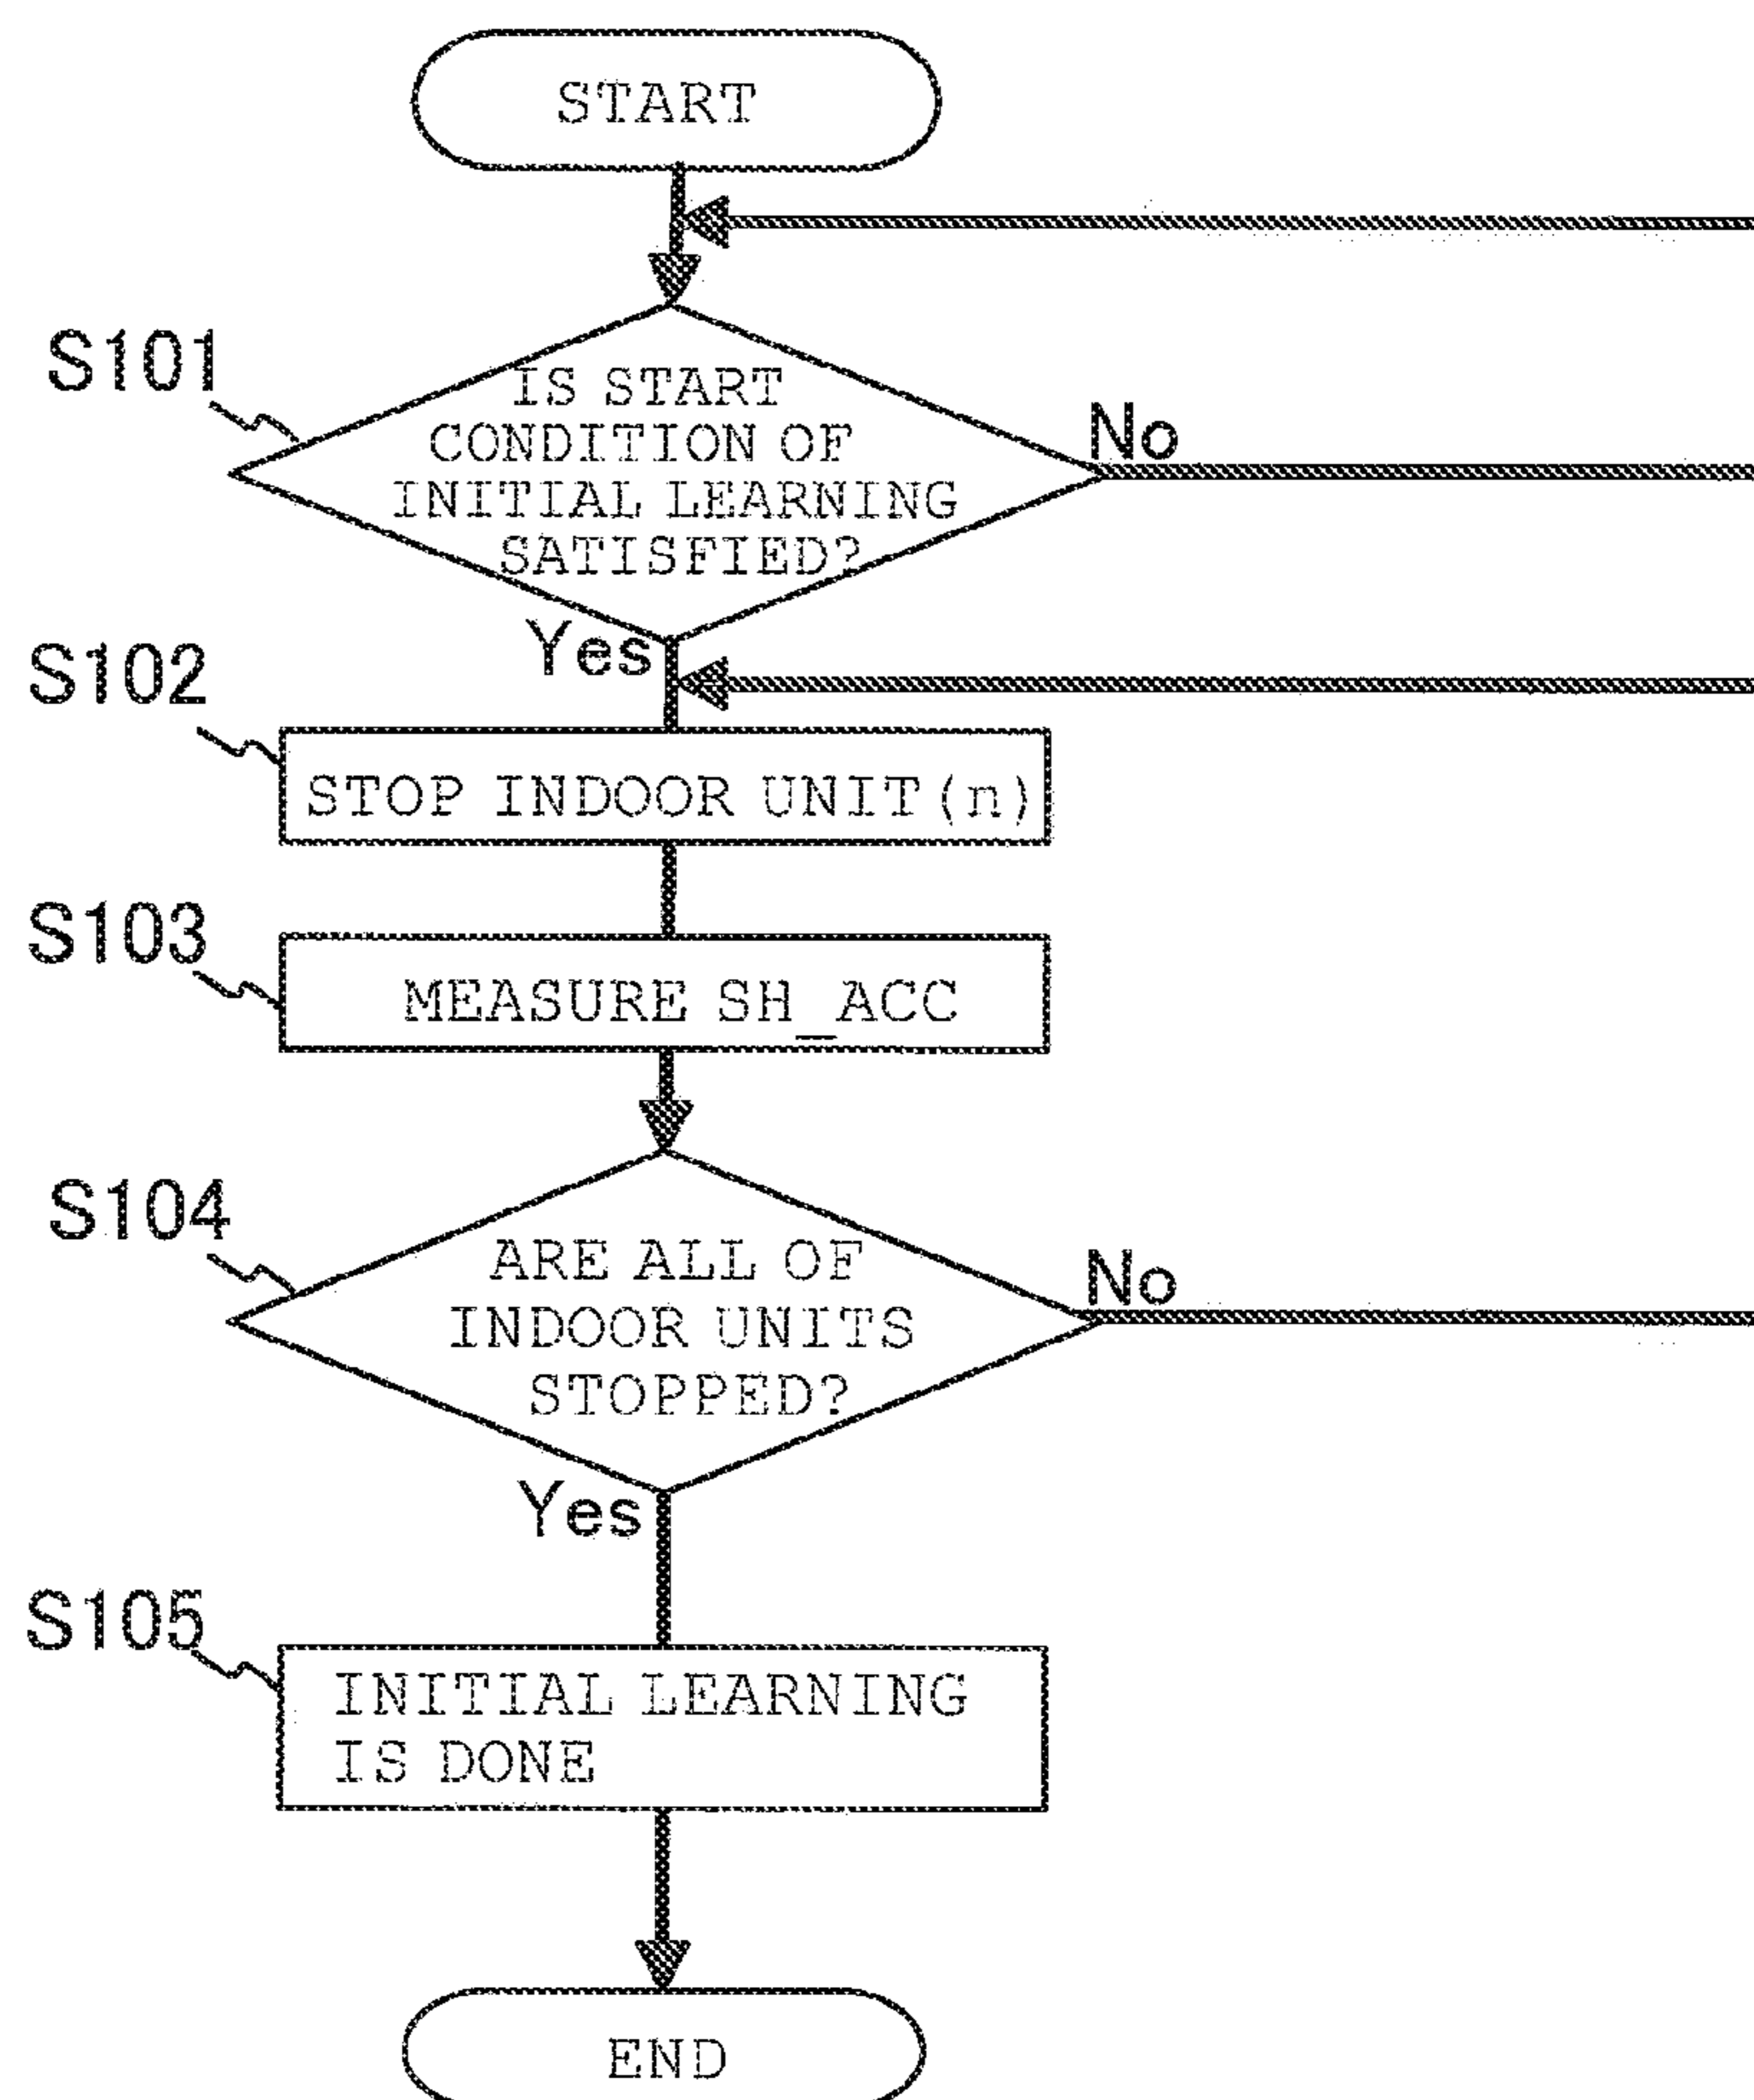 START
S101
IS START
CONDITION OF
INITIAL LEARNING
SATISFIED?
No
Yes
S102
STOP INDOOR UNIT(n)
S103
MEASURE SH_ACC
S104
ARE ALL OF
INDOOR UNITS
STOPPED?
No
Yes
S105
INITIAL LEARNING
IS DONE
END